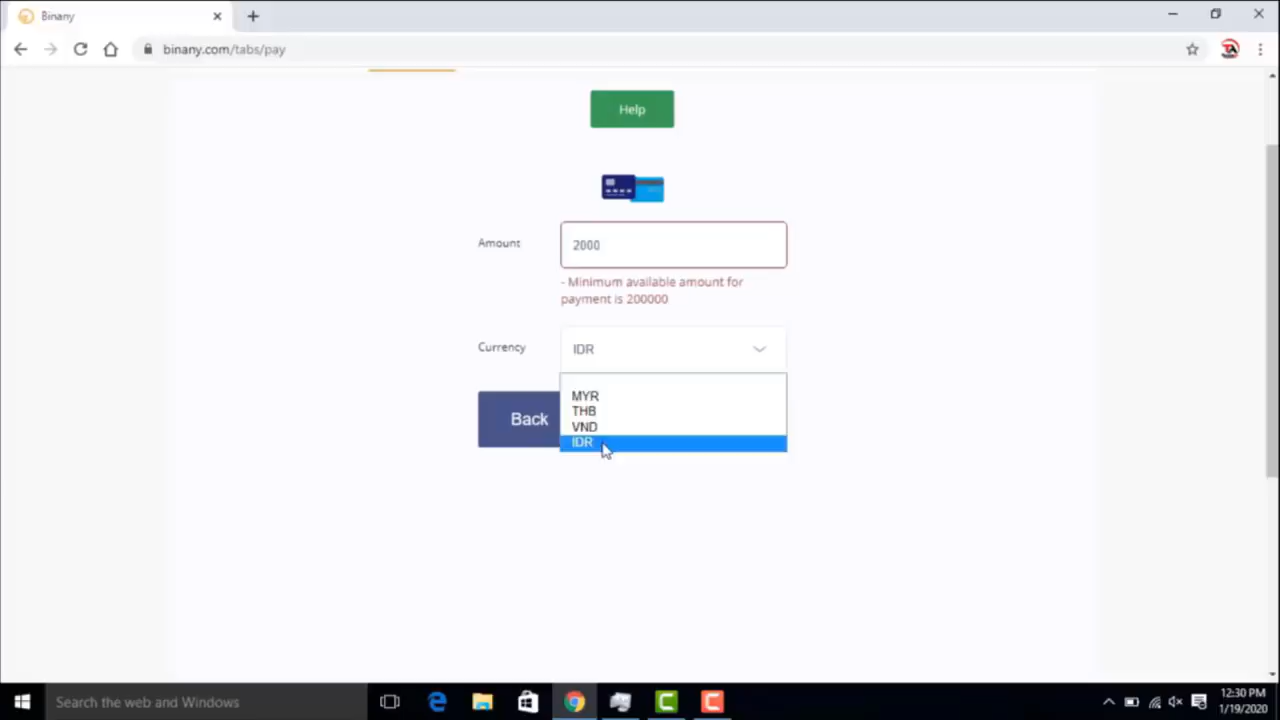 Binany
binany.com/tabs/pay
Help
Amount
2000
- Minimum available amount for
payment is 200000
Currency
IDR
MYR
THB
VND
IDR
Back
Search the web and Windows
12:30 PM
1/19/2020